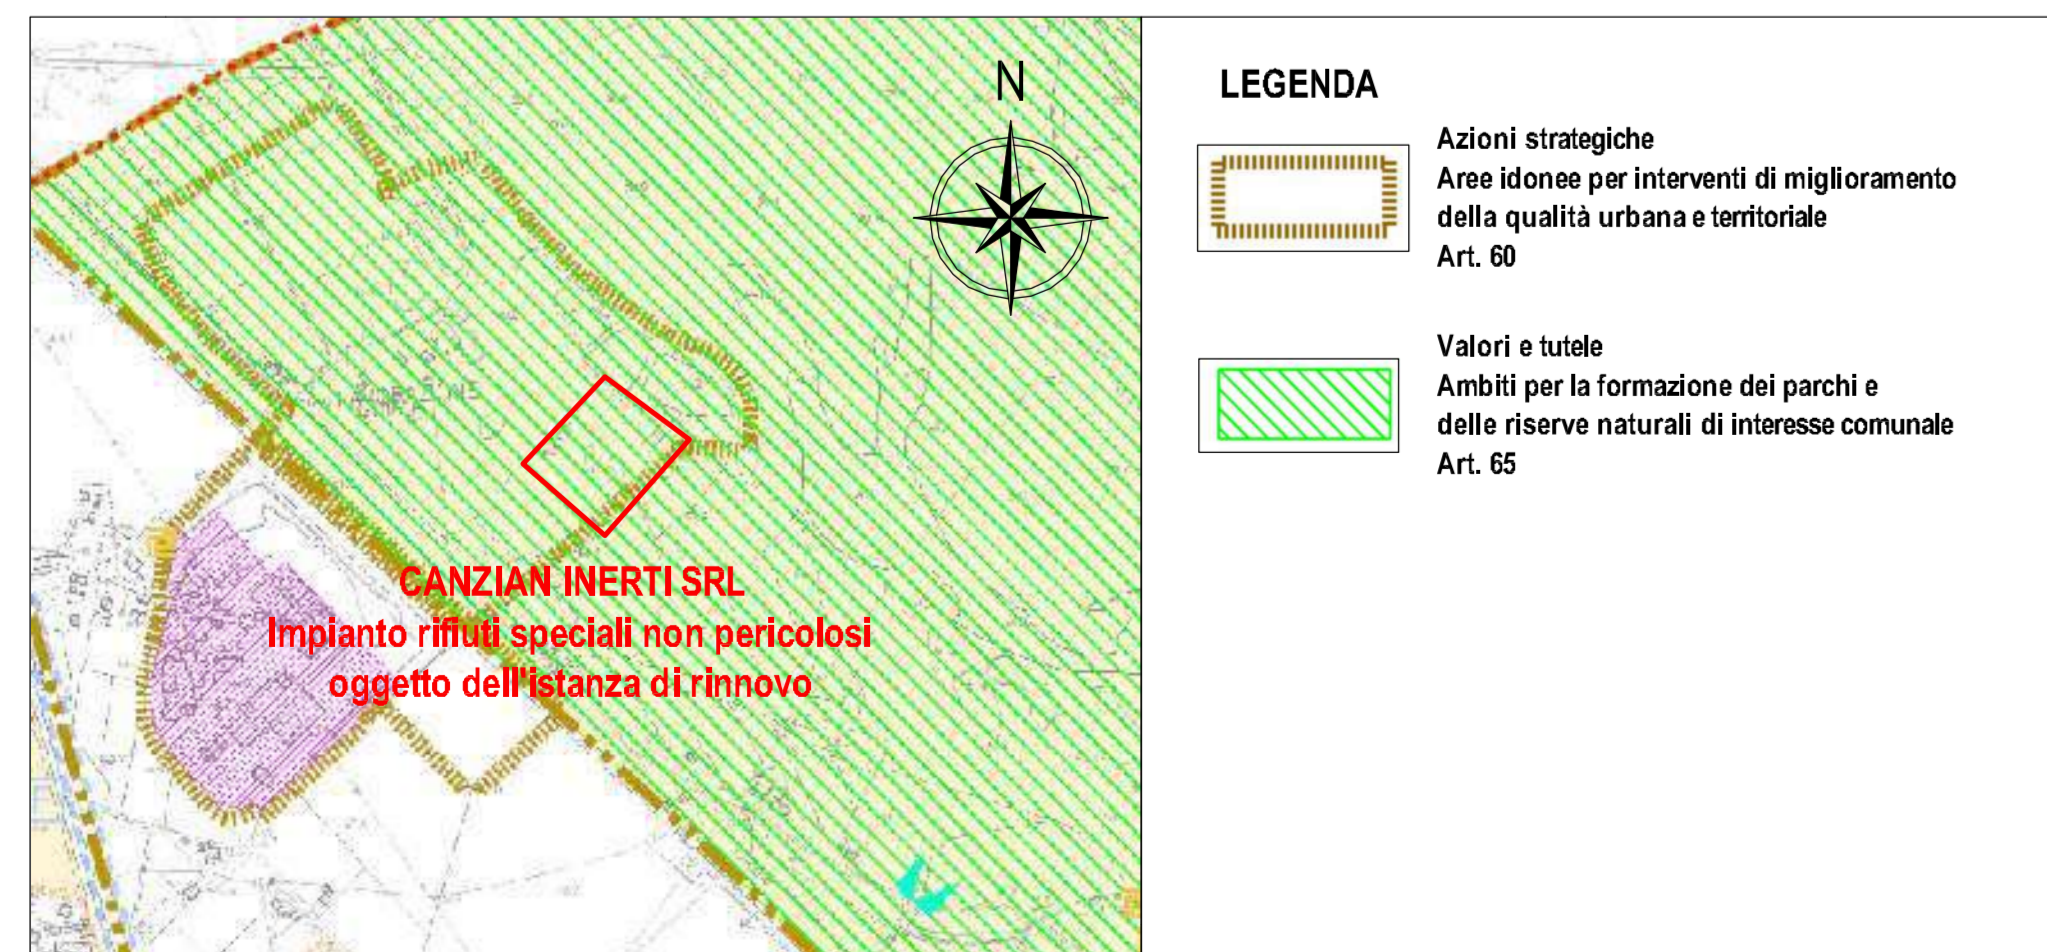 N
CANZIAN INERTI SRL
Impianto rifiuti speciali non pericolosi
oggetto dell'istanza di rinnovo
LEGENDA
Azioni strategiche
Aree idonee per interventi di miglioramento
della qualità urbana e territoriale
Art. 60
Valori e tutele
Ambiti per la formazione dei parchi e
delle riserve naturali di interesse comunale
Art. 65